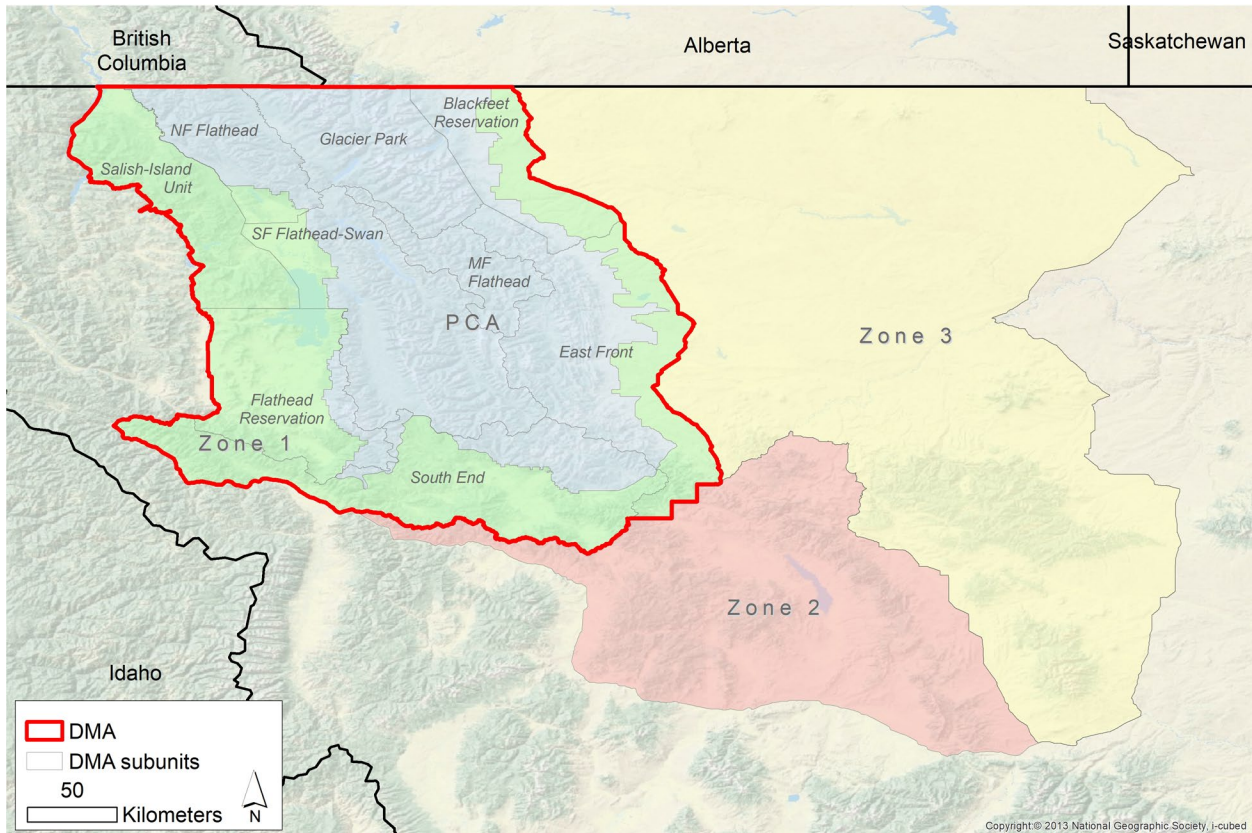 British
Columbia
Alberta
Saskatchewan
Blackfeet
Reservation
NF Flathead
Glacier Park
Salish-Island
Unit
SF Flathead-Swan
MF
Flathead
PCA
Zone 3
East Front
Flathead
Reservation
Zone 1
South End
Zone 2
Idaho
DMA
DMA subunits
50
Kilometers
N
Copyright:© 2013 National Geographic Society, i-cubed